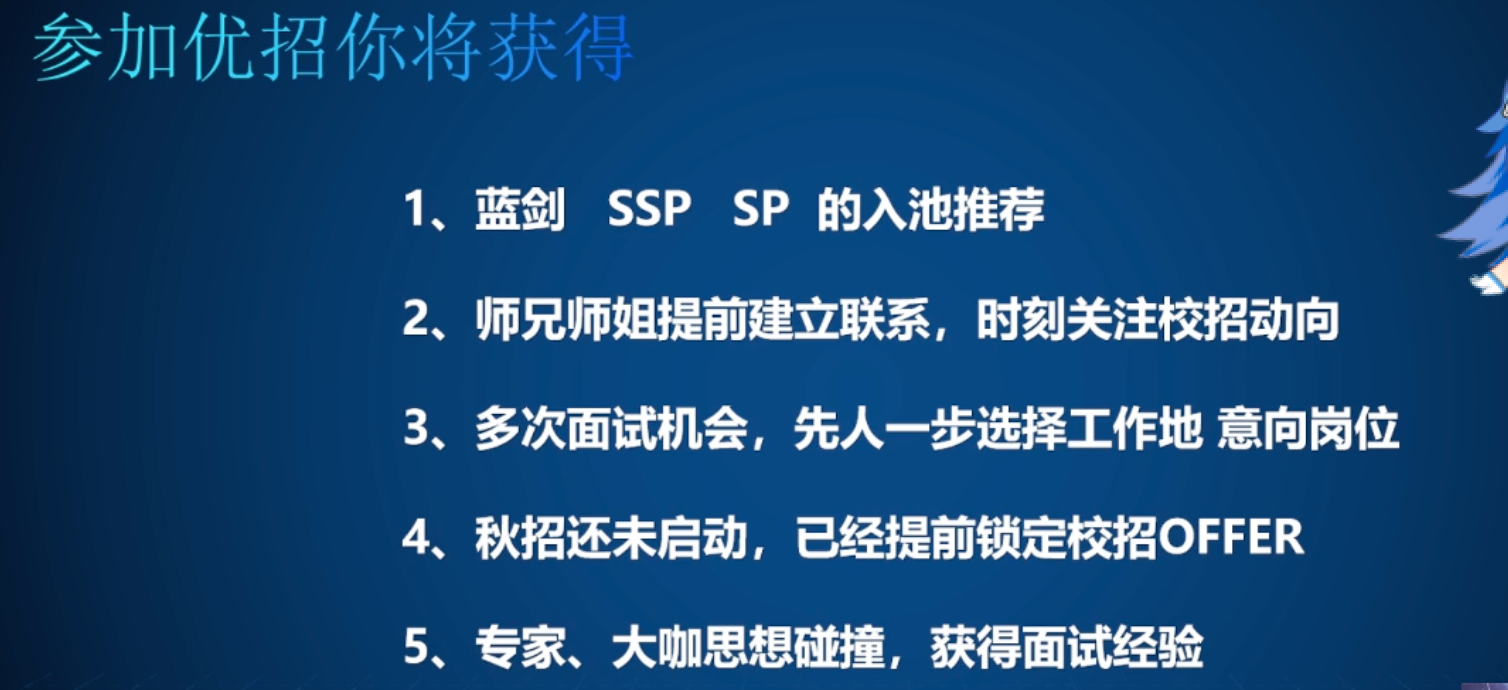 参加优招你将获得
1、蓝剑 SSP SP 的入池推荐
2、师兄师姐提前建立联系，时刻关注校招动向
3、多次面试机会，先人一步选择工作地 意向岗位
4、秋招还未启动，已经提前锁定校招OFFER
5、专家、大咖思想碰撞，获得面试经验